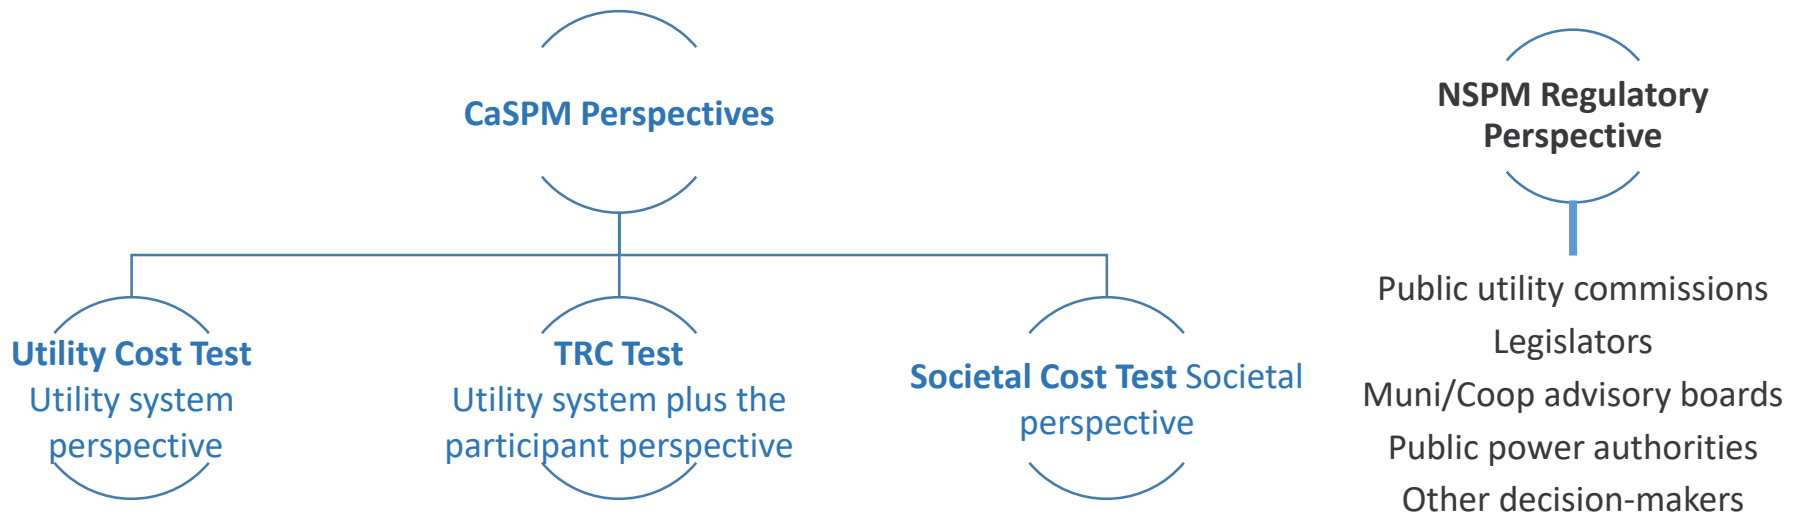 CaSPM Perspectives
Utility Cost Test
Utility system
perspective
TRC Test
Utility system plus the
participant perspective
Societal Cost Test Societal
perspective
NSPM Regulatory
Perspective
Public utility commissions
Legislators
Muni/Coop advisory boards
Public power authorities
Other decision-makers